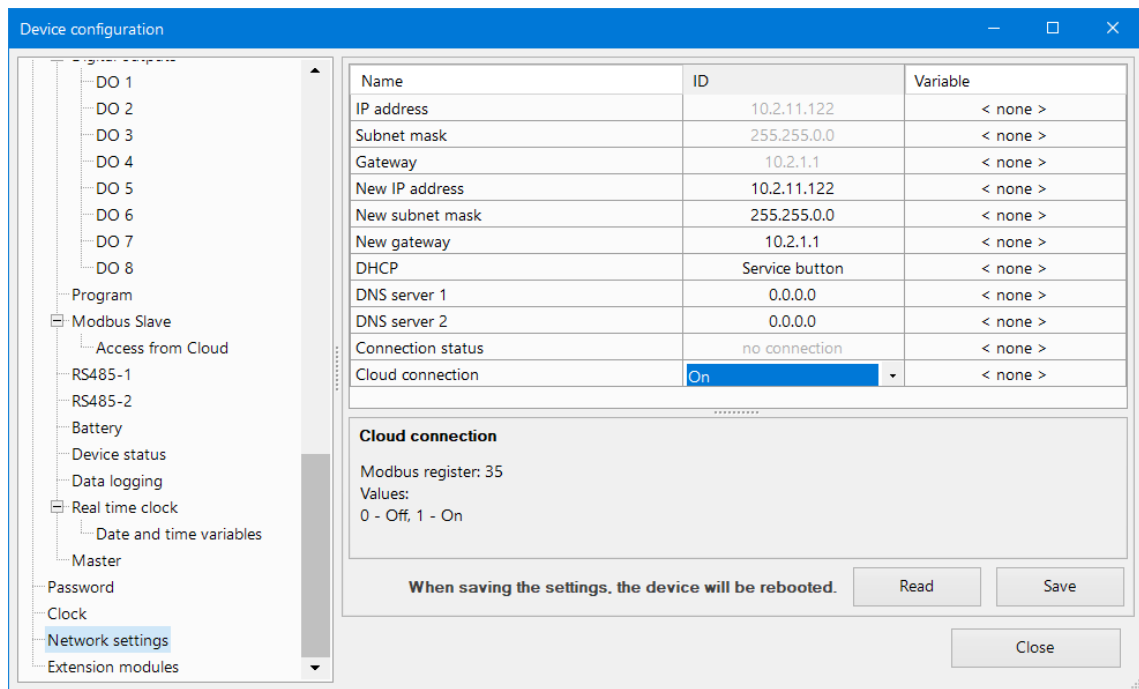 Device configuration
DO 1
DO 2
DO 3
DO 4
DO 5
DO 6
DO 7
DO 8
Program
Modbus Slave
Access from Cloud
RS485-1
RS485-2
Battery
Device status
Data logging
Real time clock
Date and time variables
Master
Password
Clock
Network settings
Extension modules
Name ID Variable
IP address 10.2.11.122 < none >
Subnet mask 255.255.0.0 < none >
Gateway 10.2.1.1 < none >
New IP address 10.2.11.122 < none >
New subnet mask 255.255.0.0 < none >
New gateway 10.2.1.1 < none >
DHCP Service button < none >
DNS server 1 0.0.0.0 < none >
DNS server 2 0.0.0.0 < none >
Connection status no connection < none >
Cloud connection On < none >
Cloud connection
Modbus register: 35
Values:
0 - Off, 1 - On
When saving the settings, the device will be rebooted. Read Save
Close